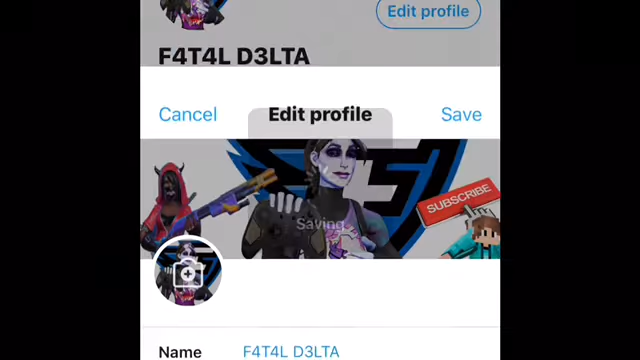 Edit profile
F4T4L D3LTA
Cancel
Edit profile
Save
SUBSCRIBE
Saving
Name
F4T4L D3LTA